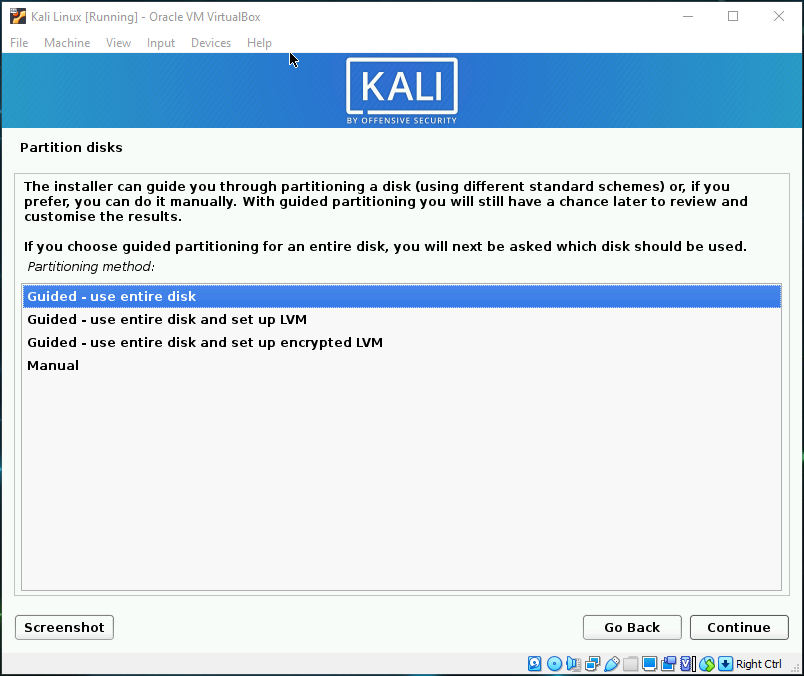 Kali Linux [Running] - Oracle VM VirtualBox
File Machine View Input Devices Help
KALI
BY OFFENSIVE SECURITY
Partition disks
The installer can guide you through partitioning a disk (using different standard schemes) or, if you
prefer, you can do it manually. With guided partitioning you will still have a chance later to review and
customise the results.
If you choose guided partitioning for an entire disk, you will next be asked which disk should be used.
Partitioning method:
Guided - use entire disk
Guided - use entire disk and set up LVM
Guided - use entire disk and set up encrypted LVM
Manual
Screenshot Go Back Continue
Right Ctrl